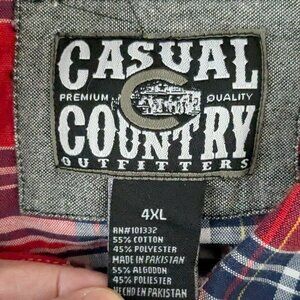 CASUAL
PREMIUM QUALITY
C
COUNTRY
OUTFITTERS
4XL
RN#101332
55% COTTON
45% POLYESTER
MADE IN PAKISTAN
55% ALGODON
45% POLYESTER
HECHO EN PAKISTAN